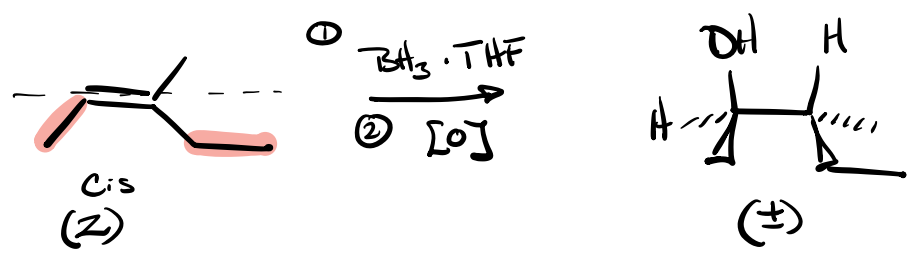 ①
BH₃·THF
② [O]
cis
(Z)
OH H
H
(±)